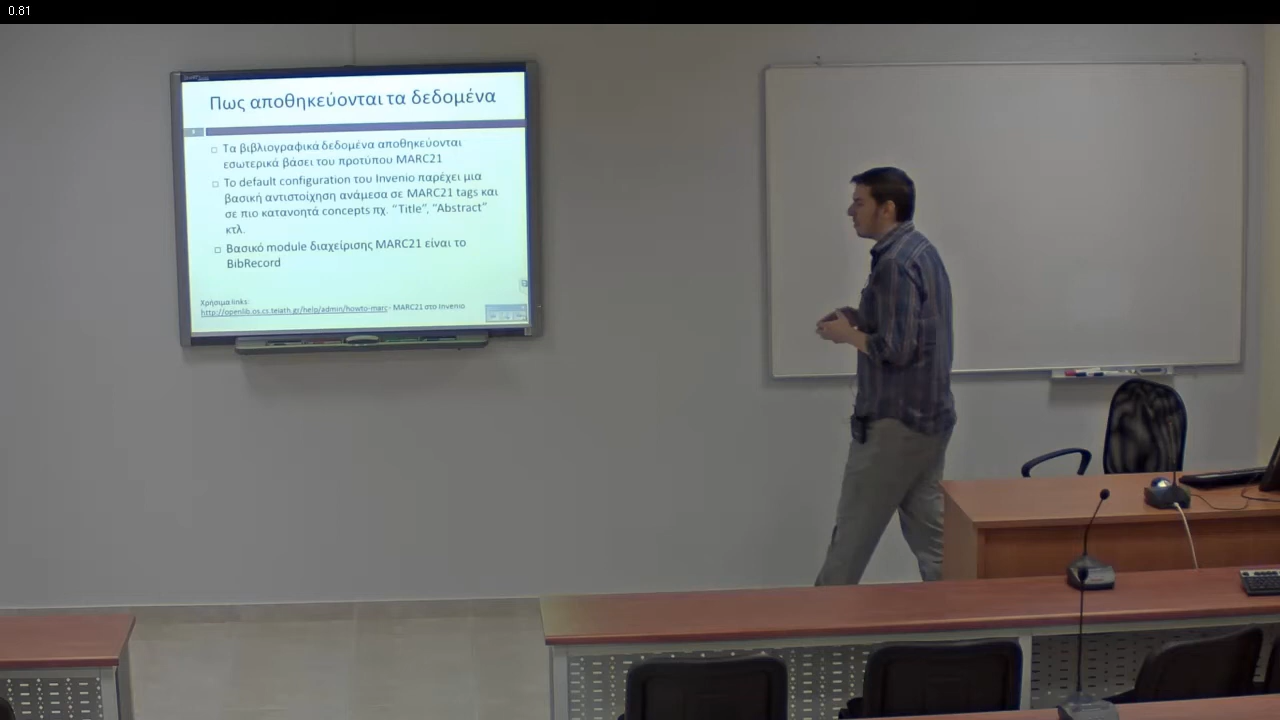 0.81
Πως αποθηκεύονται τα δεδομένα
Τα βιβλιογραφικά δεδομένα αποθηκεύονται
εσωτερικά βάσει του προτύπου MARC21
Το default configuration του Invenio παρέχει μια
βασική αντιστοίχηση ανάμεσα σε MARC21 tags και
σε πιο κατανοητά concepts πχ. “Title”, “Abstract”
κτλ.
Βασικό module διαχείρισης MARC21 είναι το
BibRecord
Χρήσιμα links:
http://openlib.os.cs.teiath.gr/help/admin/howto-marc - MARC21 στο Invenio